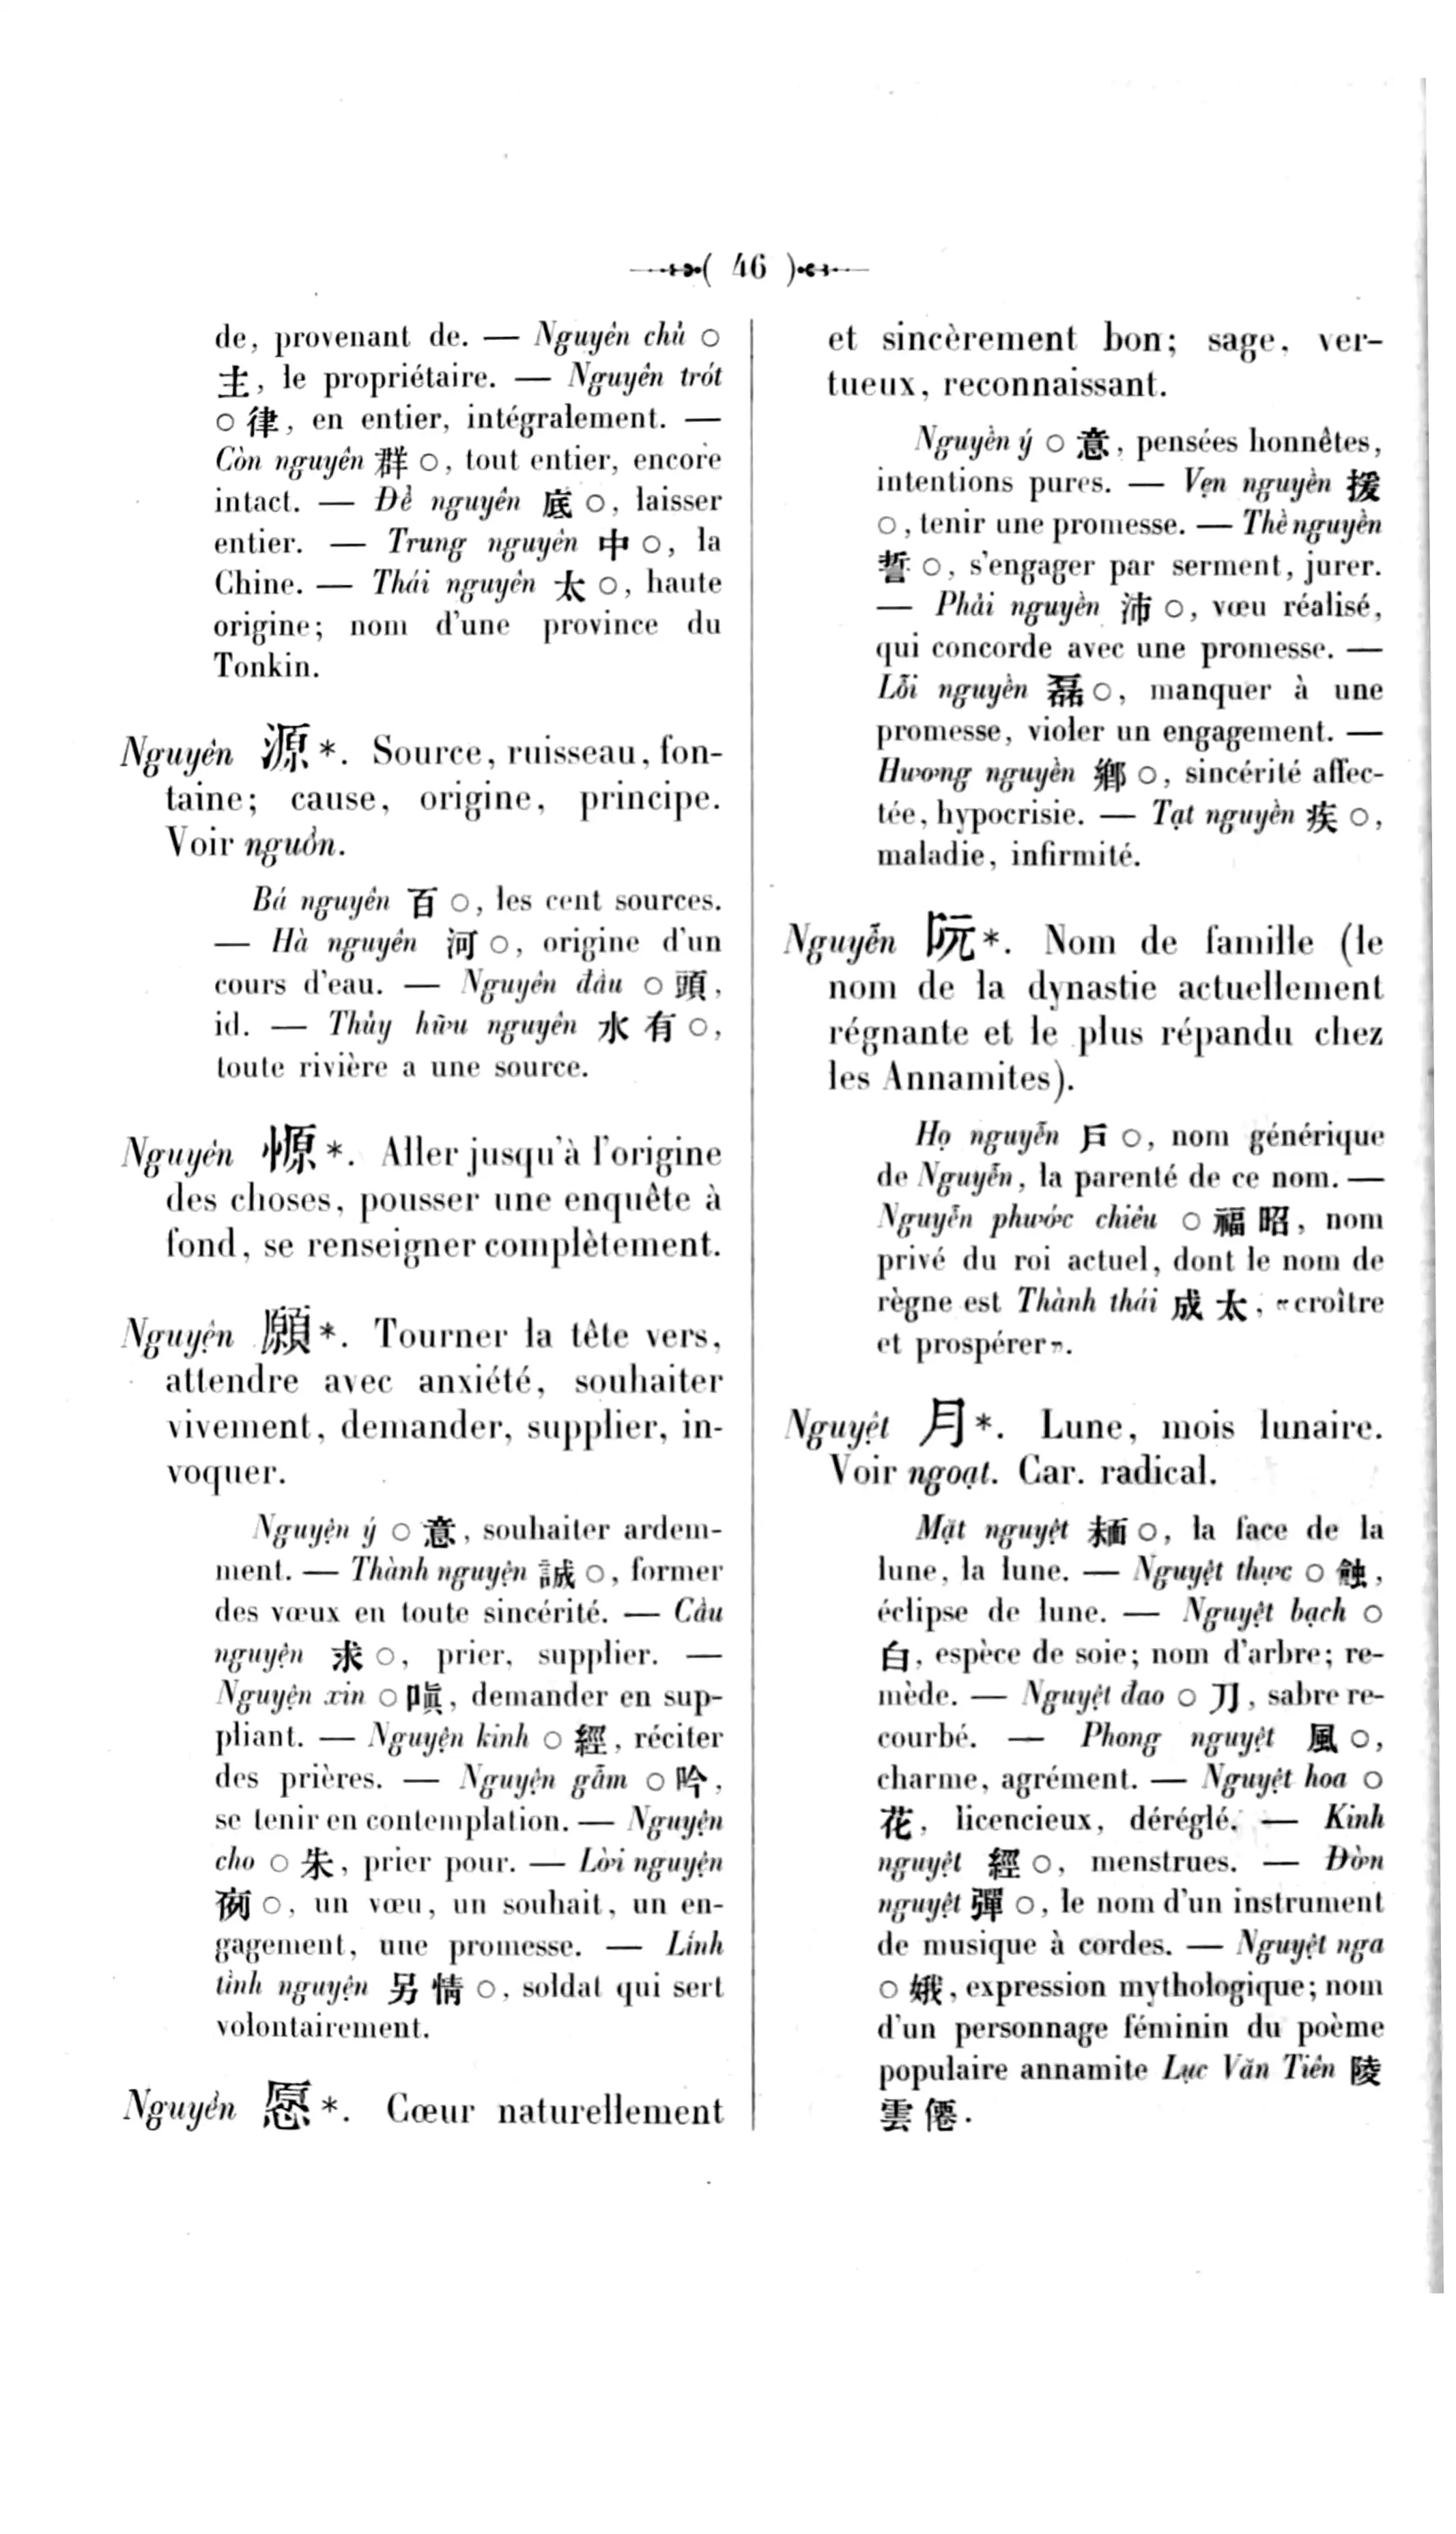 ( 46 )
de, provenant de. — Nguyên chủ ○
主, le propriétaire. — Nguyên trót
○ 律, en entier, intégralement. —
Còn nguyên 群 ○, tout entier, encore
intact. — Để nguyên 底 ○, laisser
entier. — Trung nguyên 中 ○, la
Chine. — Thái nguyên 太 ○, haute
origine; nom d'une province du
Tonkin.
Nguyên 源*. Source, ruisseau, fon-
taine; cause, origine, principe.
Voir nguồn.
Bá nguyên 百 ○, les cent sources.
— Hà nguyên 河 ○, origine d'un
cours d'eau. — Nguyên đầu ○ 頭,
id. — Thủy hữu nguyên 水 有 ○,
toute rivière a une source.
Nguyên 愿*. Aller jusqu'à l'origine
des choses, pousser une enquête à
fond, se renseigner complètement.
Nguyện 願*. Tourner la tête vers,
attendre avec anxiété, souhaiter
vivement, demander, supplier, in-
voquer.
Nguyện ý ○ 意, souhaiter ardem-
ment. — Thành nguyện 誠 ○, former
des vœux en toute sincérité. — Cầu
nguyện 求 ○, prier, supplier. —
Nguyện xin ○ 嗔, demander en sup-
pliant. — Nguyện kinh ○ 經, réciter
des prières. — Nguyện gẫm ○ 吟,
se tenir en contemplation. — Nguyện
cho ○ 朱, prier pour. — Lời nguyện
○, un vœu, un souhait, un en-
gagement, une promesse. — Lính
tình nguyện 另 情 ○, soldat qui sert
volontairement.
Nguyền 愿*. Cœur naturellement
et sincèrement bon; sage, ver-
tueux, reconnaissant.
Nguyền ý ○ 意, pensées honnêtes,
intentions pures. — Vẹn nguyền 援
○, tenir une promesse. — Thề nguyền
誓 ○, s'engager par serment, jurer.
— Phải nguyền 沛 ○, vœu réalisé,
qui concorde avec une promesse. —
Lỗi nguyền 磊 ○, manquer à une
promesse, violer un engagement. —
Hương nguyền 鄉 ○, sincérité affec-
tée, hypocrisie. — Tạt nguyền 疾 ○,
maladie, infirmité.
Nguyễn 阮*. Nom de famille (le
nom de la dynastie actuellement
régnante et le plus répandu chez
les Annamites).
Họ nguyễn 戶 ○, nom générique
de Nguyễn, la parenté de ce nom. —
Nguyễn phước chiêu ○ 福 昭, nom
privé du roi actuel, dont le nom de
règne est Thành thái 成 太, «croître
et prospérer».
Nguyệt 月*. Lune, mois lunaire.
Voir ngoạt. Car. radical.
Mặt nguyệt 𩈘 ○, la face de la
lune, la lune. — Nguyệt thực ○ 蝕,
éclipse de lune. — Nguyệt bạch ○
白, espèce de soie; nom d'arbre; re-
mède. — Nguyệt đao ○ 刀, sabre re-
courbé. — Phong nguyệt 風 ○,
charme, agrément. — Nguyệt hoa ○
花, licencieux, déréglé. — Kinh
nguyệt 經 ○, menstrues. — Đờn
nguyệt 彈 ○, le nom d'un instrument
de musique à cordes. — Nguyệt nga
○ 娥, expression mythologique; nom
d'un personnage féminin du poème
populaire annamite Lục Văn Tiên 陵
雲 僊.